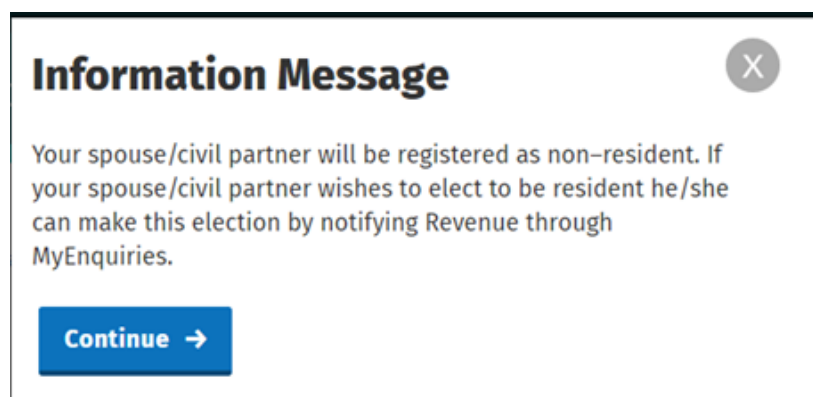 Information Message
X
Your spouse/civil partner will be registered as non–resident. If
your spouse/civil partner wishes to elect to be resident he/she
can make this election by notifying Revenue through
MyEnquiries.
Continue →